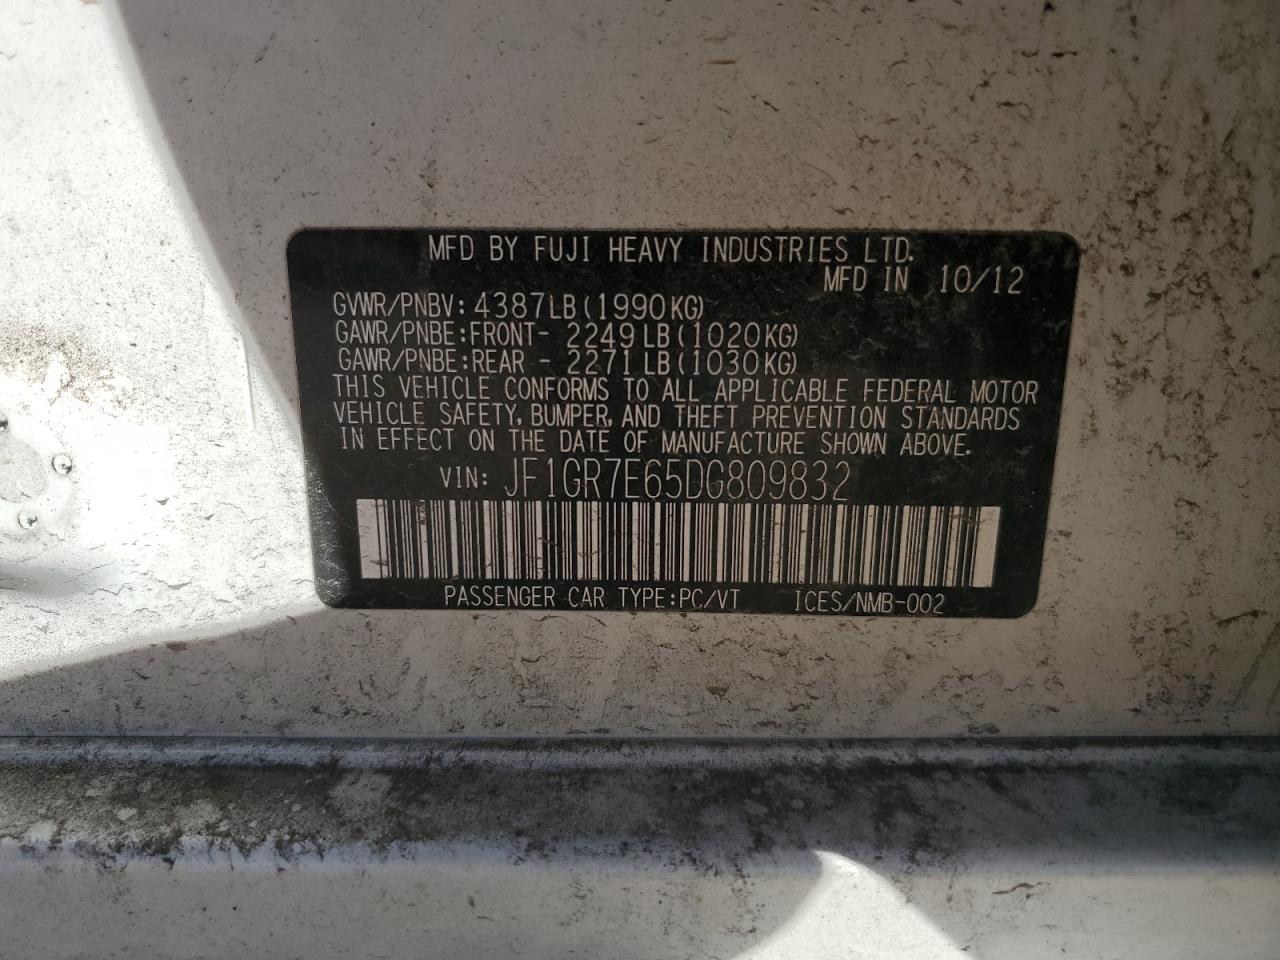 MFD BY FUJI HEAVY INDUSTRIES LTD.
MFD IN 10/12
GVWR/PNBV: 4387LB(1990KG)
GAWR/PNBE:FRONT- 2249LB(1020KG)
GAWR/PNBE:REAR - 2271LB(1030KG)
THIS VEHICLE CONFORMS TO ALL APPLICABLE FEDERAL MOTOR
VEHICLE SAFETY, BUMPER, AND THEFT PREVENTION STANDARDS
IN EFFECT ON THE DATE OF MANUFACTURE SHOWN ABOVE.
VIN: JF1GR7E65DG809832
PASSENGER CAR TYPE:PC/VT ICES/NMB-002